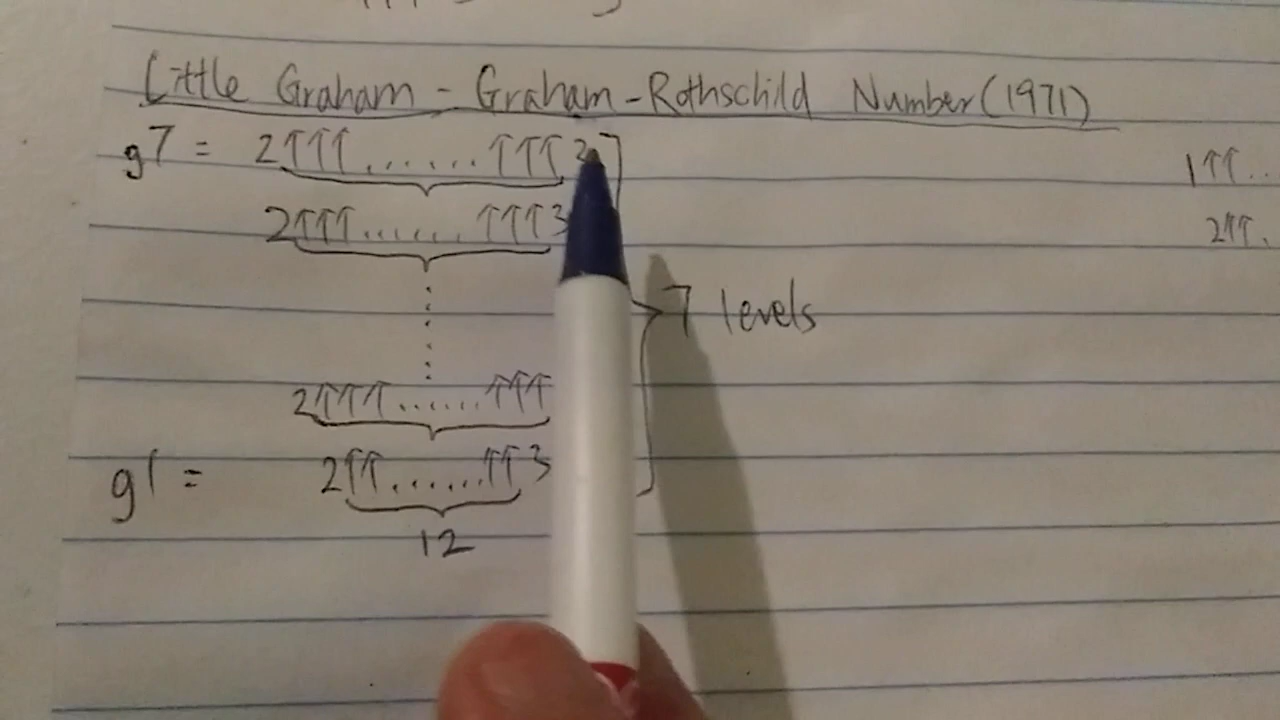 Little Graham - Graham-Rothschild Number (1971)
g7 = 2↑↑↑.......↑↑↑3
2↑↑↑......↑↑↑3
7 levels
2↑↑↑......↑↑↑
g1 = 2↑↑.......↑↑3
12
1↑↑..
2↑↑.